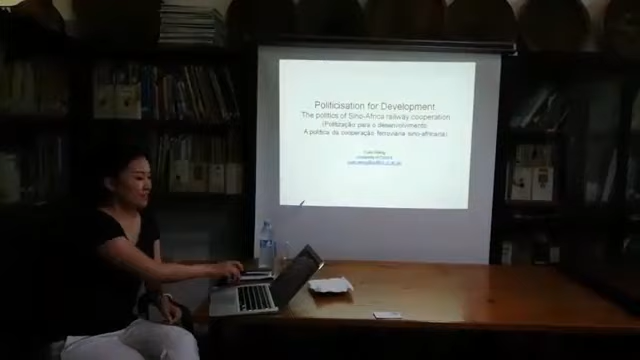 Politicisation for Development
The politics of Sino-Africa railway cooperation
(Politização para o desenvolvimento
A política da cooperação ferroviária sino-africana)